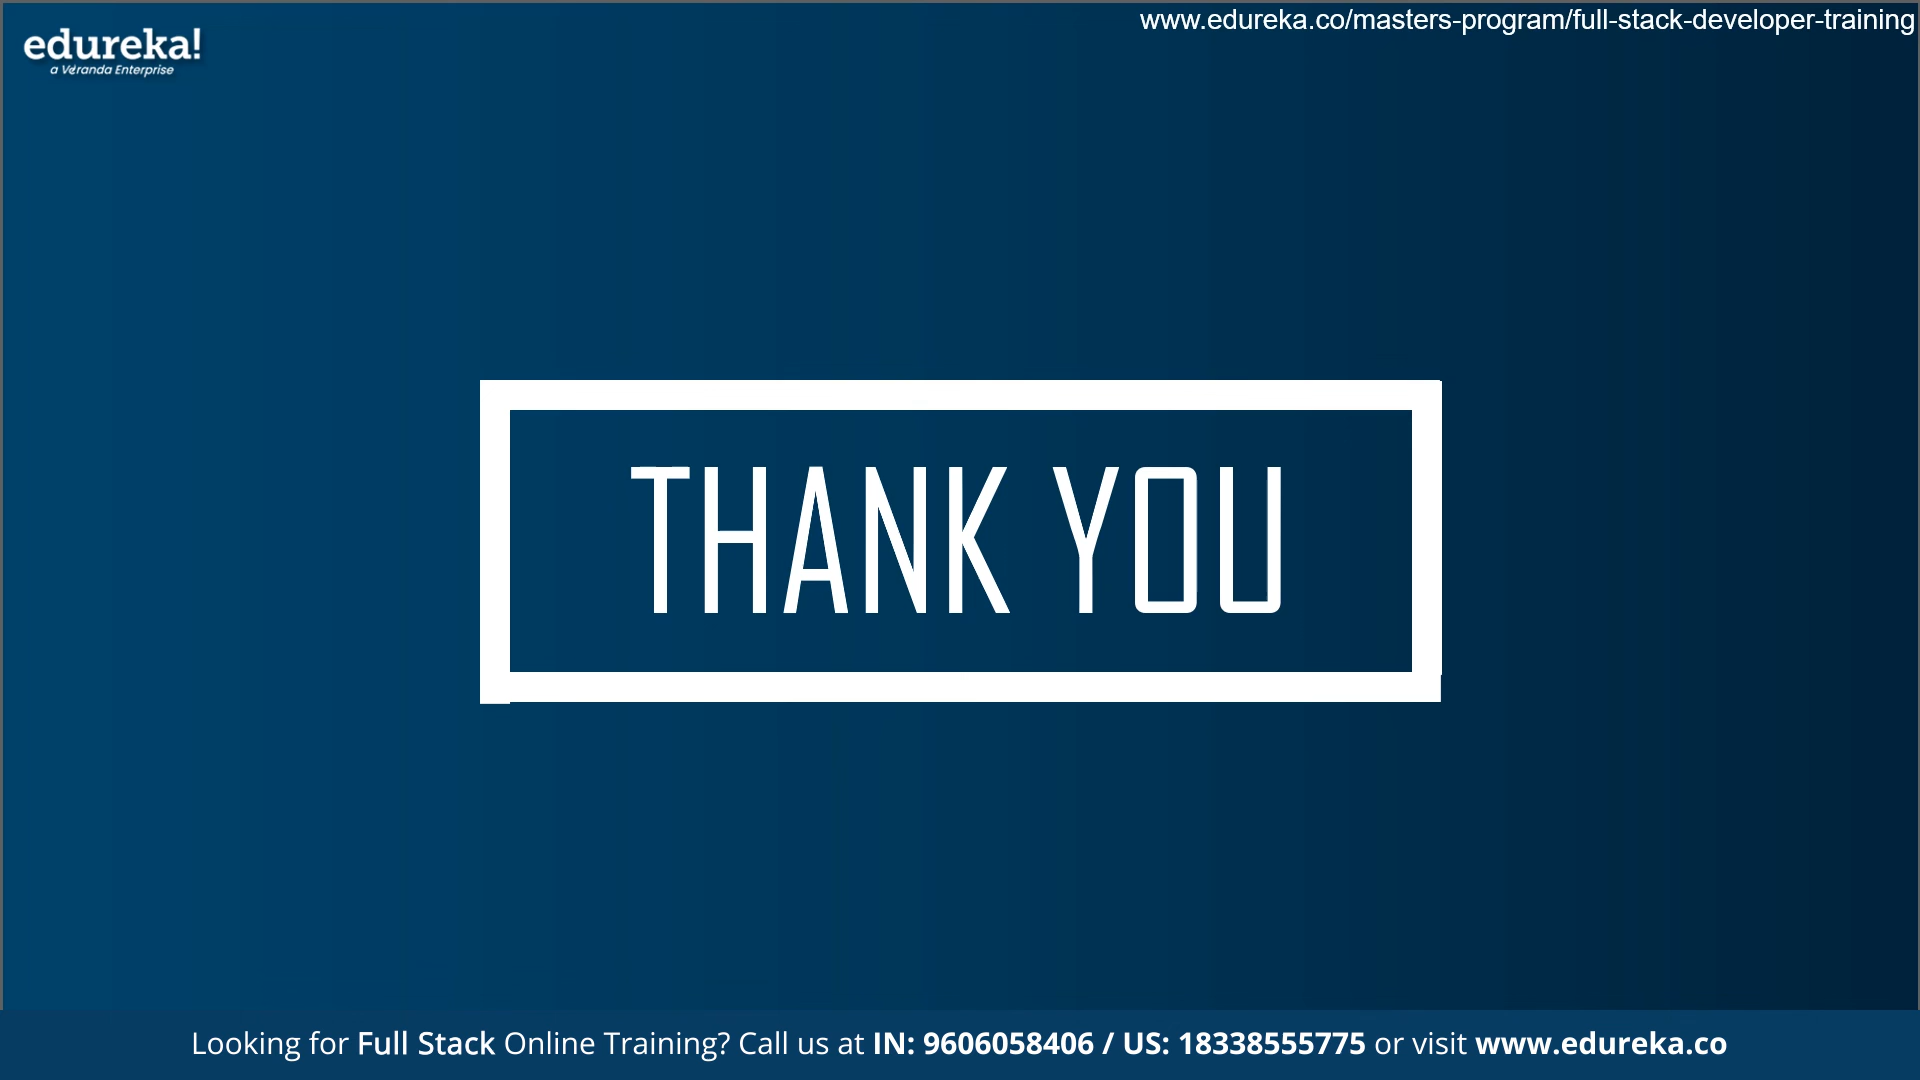 www.edureka.co/masters-program/full-stack-developer-training
edureka!
a Veranda Enterprise
THANK YOU
Looking for Full Stack Online Training? Call us at IN: 9606058406 / US: 18338555775 or visit www.edureka.co